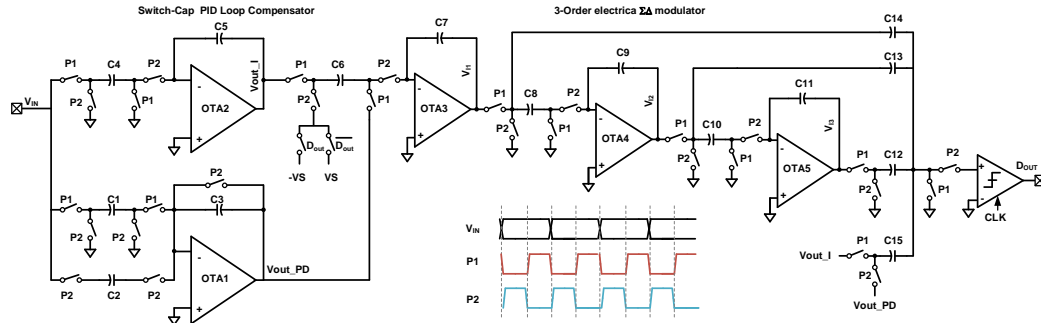 Switch-Cap PID Loop Compensator
3-Order electrica ΣΔ modulator
C5
C7
C14
C13
C9
C11
P1
C4
P2
Vout_I
P1
C6
P2
V_I1
P1
C8
P2
V_I2
P1
C10
P2
V_I3
P1
C12
P2
D_OUT
V_IN
P2
P1
-
OTA2
+
P2
P1
-
OTA3
+
P2
P1
-
OTA4
+
P2
P1
-
OTA5
+
P2
P1
+
-
CLK
D_out
D_out
-VS
VS
P2
P1
C1
P1
C3
P2
P2
-
OTA1
+
Vout_PD
P2
C2
P2
V_IN
P1
P2
P1
C15
Vout_I
P2
Vout_PD